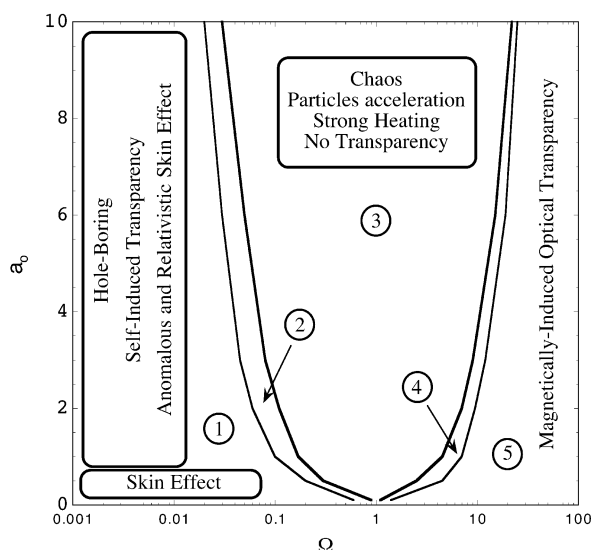 10
8
6
4
2
0
a₀
Hole-Boring
Self-Induced Transparency
Anomalous and Relativistic Skin Effect
Skin Effect
Chaos
Particles acceleration
Strong Heating
No Transparency
3
2
4
1
5
Magnetically-Induced Optical Transparency
0.001
0.01
0.1
1
10
100
Ω